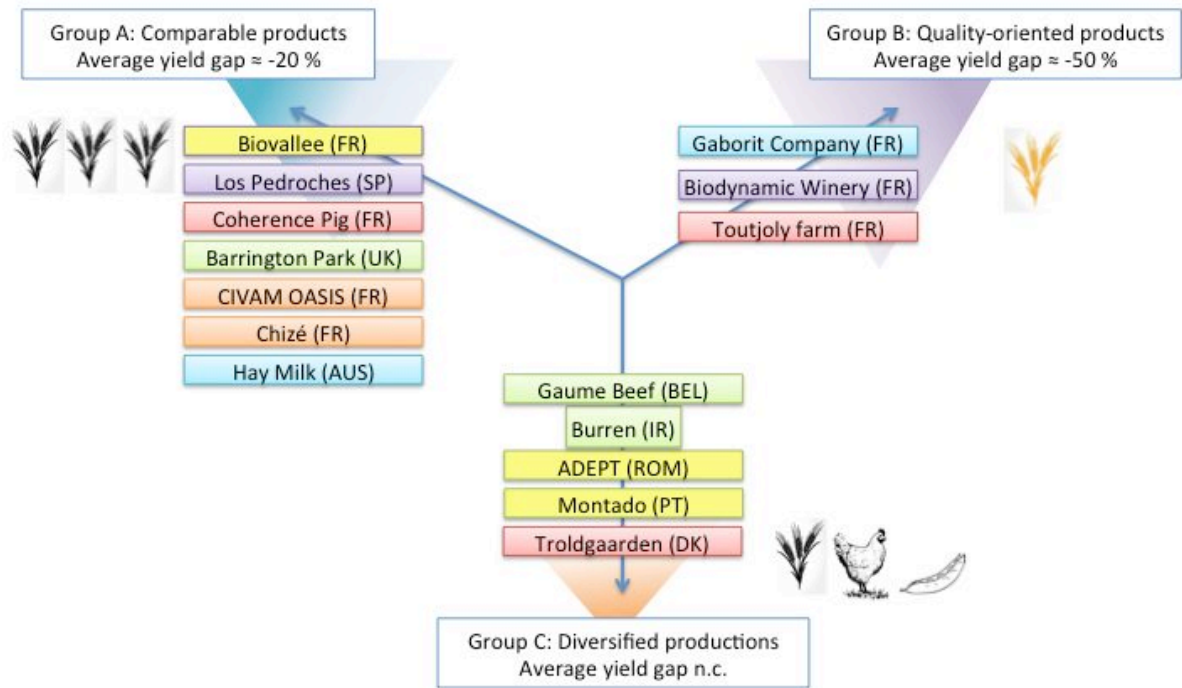 Group A: Comparable products
Average yield gap ≈ -20 %
Group B: Quality-oriented products
Average yield gap ≈ -50 %
Biovallee (FR)
Los Pedroches (SP)
Coherence Pig (FR)
Barrington Park (UK)
CIVAM OASIS (FR)
Chizé (FR)
Hay Milk (AUS)
Gaborit Company (FR)
Biodynamic Winery (FR)
Toutjoly farm (FR)
Gaume Beef (BEL)
Burren (IR)
ADEPT (ROM)
Montado (PT)
Troldgaarden (DK)
Group C: Diversified productions
Average yield gap n.c.